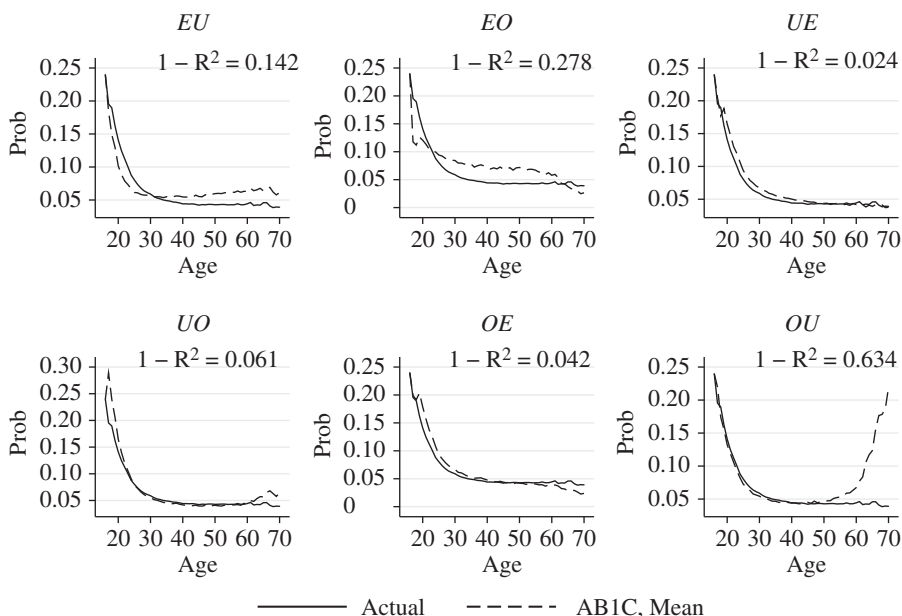 EU
EO
UE
1 – R² = 0.142
1 – R² = 0.278
1 – R² = 0.024
0.25
0.20
0.15
0.10
0.05
Prob
20 30 40 50 60 70
Age
0.25
0.20
0.15
0.10
0.05
0
Prob
20 30 40 50 60 70
Age
0.25
0.20
0.15
0.10
0.05
Prob
20 30 40 50 60 70
Age
UO
OE
OU
1 – R² = 0.061
1 – R² = 0.042
1 – R² = 0.634
0.30
0.25
0.20
0.15
0.10
0.05
Prob
20 30 40 50 60 70
Age
0.25
0.20
0.15
0.10
0.05
0
Prob
20 30 40 50 60 70
Age
0.25
0.20
0.15
0.10
0.05
Prob
20 30 40 50 60 70
Age
Actual AB1C, Mean